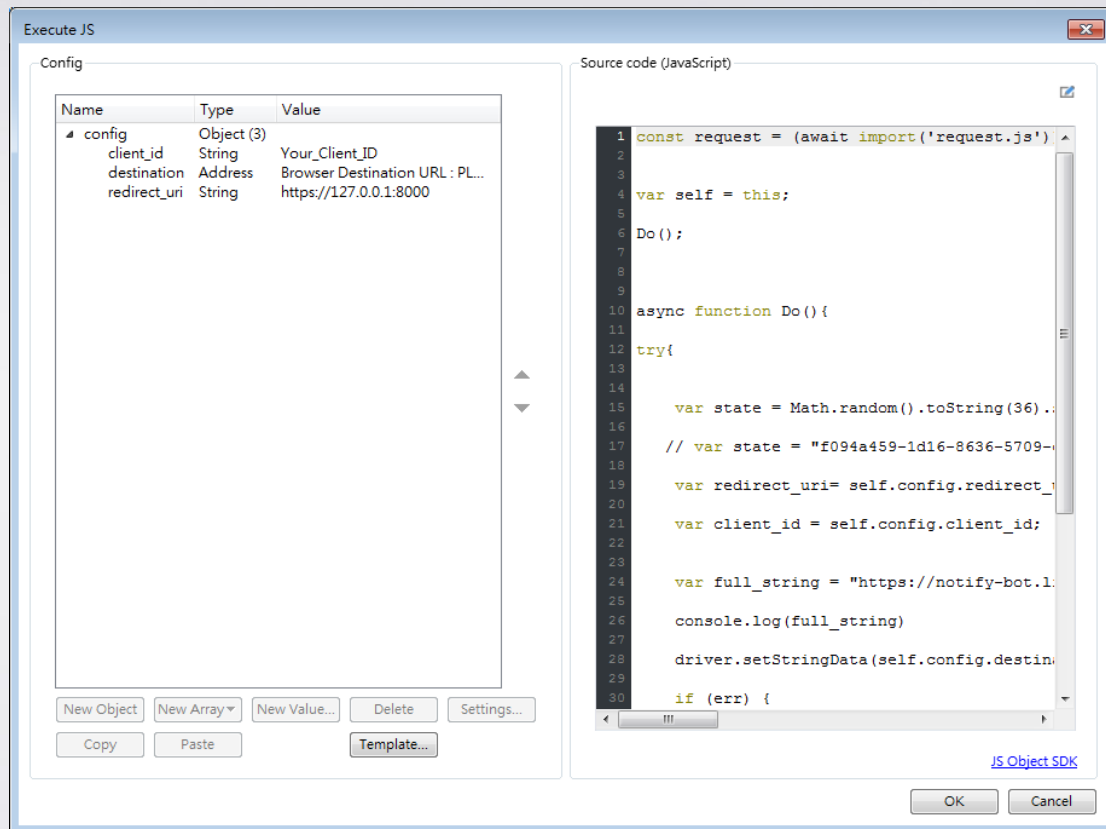 Execute JS
Config
Name Type Value
config Object (3)
client_id String Your_Client_ID
destination Address Browser Destination URL : PL...
redirect_uri String https://127.0.0.1:8000
New Object New Array New Value... Delete Settings...
Copy Paste Template...
Source code (JavaScript)
1 const request = (await import('request.js')
2
3
4 var self = this;
5
6 Do();
7
8
9
10 async function Do(){
11
12 try{
13
14
15 var state = Math.random().toString(36).
16
17 // var state = "f094a459-1d16-8636-5709-
18
19 var redirect_uri= self.config.redirect_
20
21 var client_id = self.config.client_id;
22
23
24 var full_string = "https://notify-bot.l
25
26 console.log(full_string)
27
28 driver.setStringData(self.config.destin
29
30 if (err) {
JS Object SDK
OK Cancel